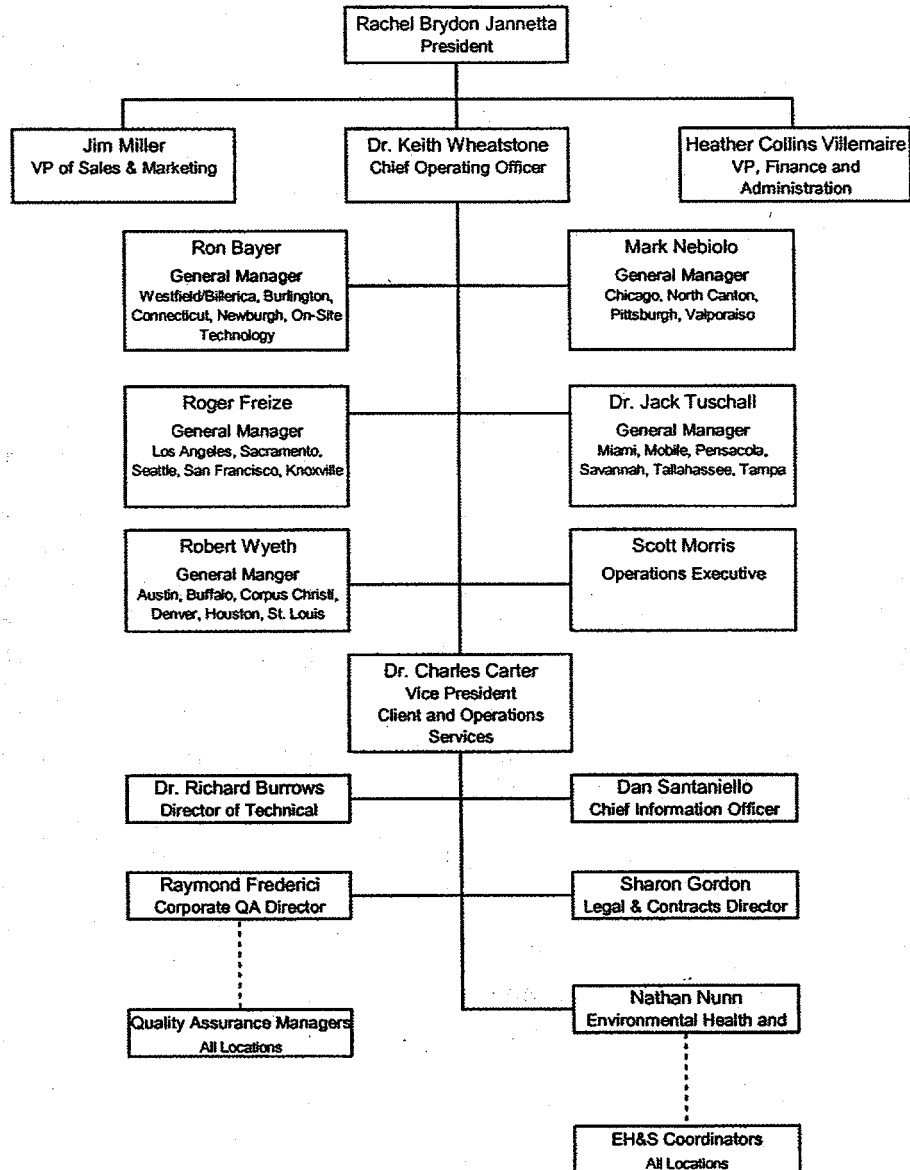 Rachel Brydon Jannetta
President
Jim Miller
VP of Sales & Marketing
Dr. Keith Wheatstone
Chief Operating Officer
Heather Collins Villemaire
VP, Finance and
Administration
Ron Bayer
General Manager
Westfield/Billerica, Burlington,
Connecticut, Newburgh, On-Site
Technology
Mark Nebiolo
General Manager
Chicago, North Canton,
Pittsburgh, Valporaiso
Roger Freize
General Manager
Los Angeles, Sacramento,
Seattle, San Francisco, Knoxville
Dr. Jack Tuschall
General Manager
Miami, Mobile, Pensacola,
Savannah, Tallahassee, Tampa
Robert Wyeth
General Manger
Austin, Buffalo, Corpus Christi,
Denver, Houston, St. Louis
Scott Morris
Operations Executive
Dr. Charles Carter
Vice President
Client and Operations
Services
Dr. Richard Burrows
Director of Technical
Dan Santaniello
Chief Information Officer
Raymond Frederici
Corporate QA Director
Sharon Gordon
Legal & Contracts Director
Quality Assurance Managers
All Locations
Nathan Nunn
Environmental Health and
EH&S Coordinators
All Locations